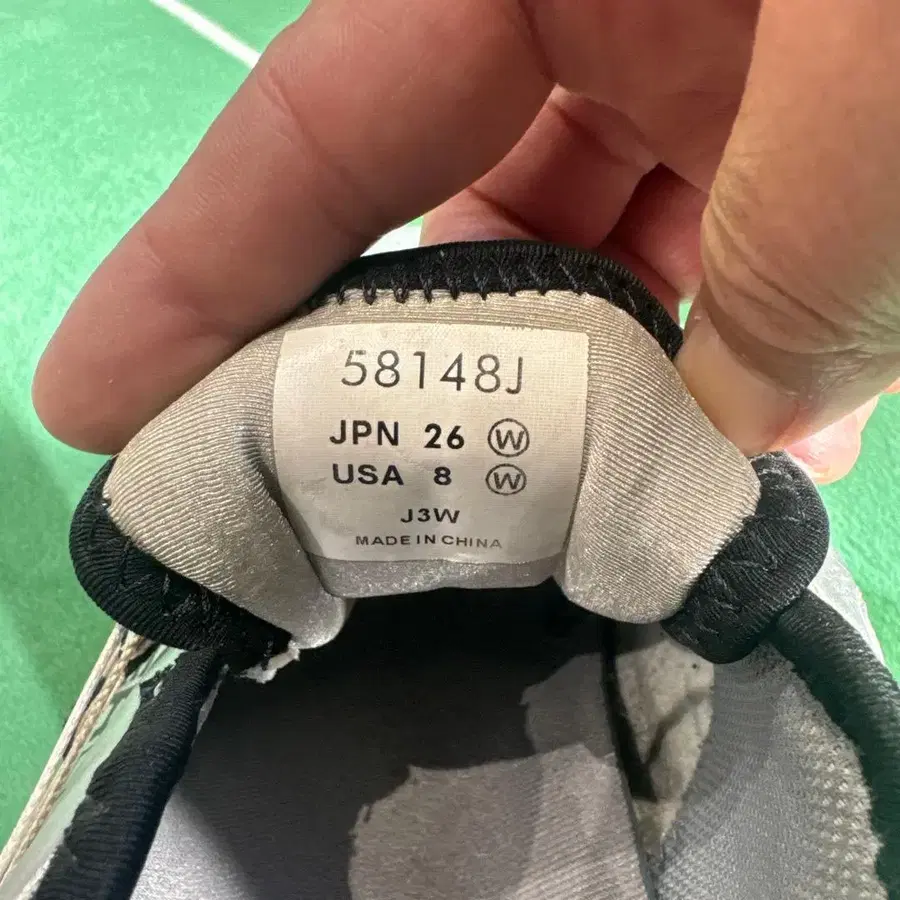 58148J
JPN 26 Ⓦ
USA 8 Ⓦ
J3W
MADE IN CHINA